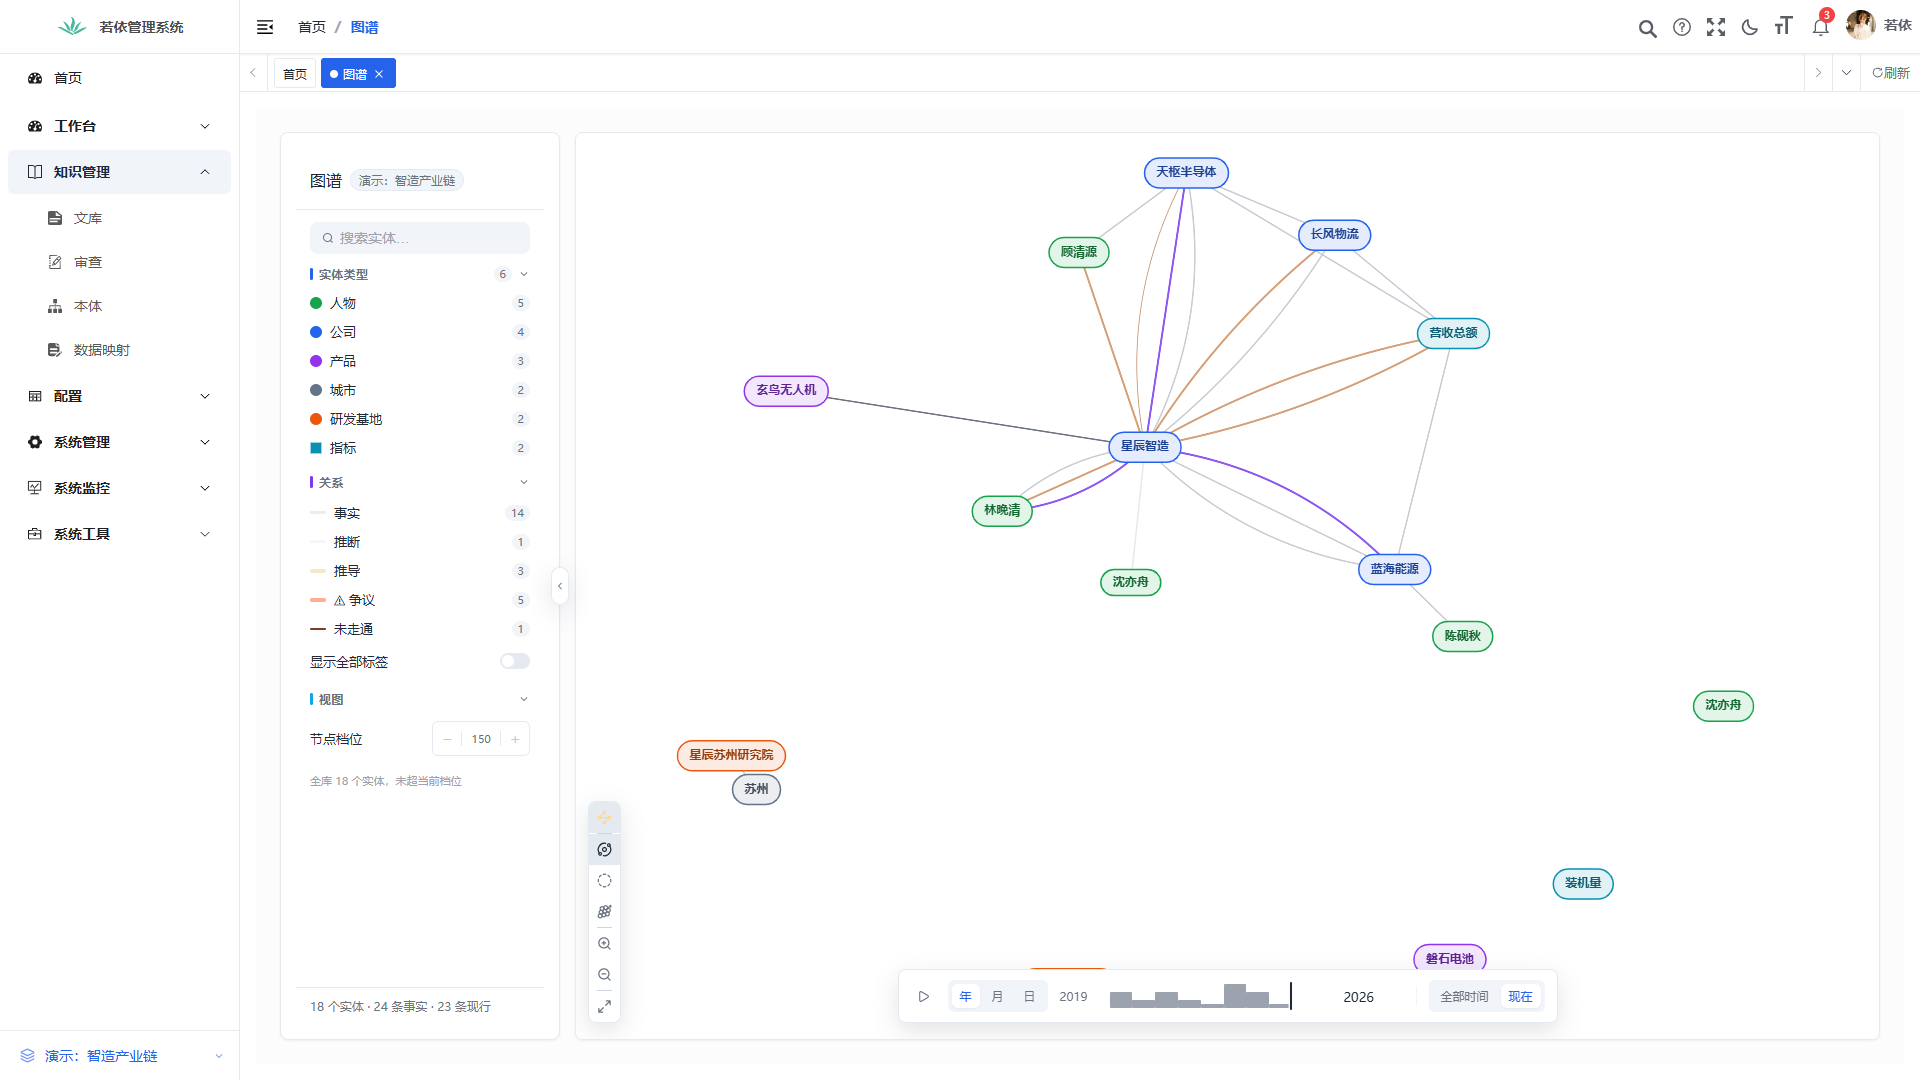 若依管理系统
首页 / 图谱
3
若依
首页
图谱
刷新
首页
工作台
知识管理
文库
审查
本体
数据映射
配置
系统管理
系统监控
系统工具
演示：智造产业链
图谱
演示：智造产业链
搜索实体...
实体类型 6
人物 5
公司 4
产品 3
城市 2
研发基地 2
指标 2
关系
事实 14
推断 1
推导 3
争议 5
未走通 1
显示全部标签
视图
节点档位
150
全库 18 个实体，未超当前档位
18 个实体 · 24 条事实 · 23 条现行
天枢半导体
长风物流
顾清源
营收总额
玄鸟无人机
星辰智造
林晚清
沈亦舟
蓝海能源
陈砚秋
沈亦舟
星辰苏州研究院
苏州
装机量
磐石电池
年 月 日 2019
2026
全部时间 现在